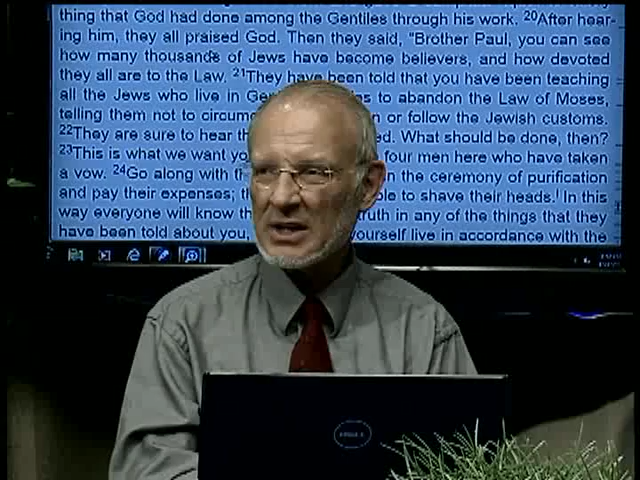 thing that God had done among the Gentiles through his work. 20After hear-
ing him, they all praised God. Then they said, "Brother Paul, you can see
how many thousands of Jews have become believers, and how devoted
they all are to the Law. 21They have been told that you have been teaching
all the Jews who live in to abandon the Law of Moses,
telling them not to or follow the Jewish customs.
22They are sure to hear What should be done, then?
23This is what we want four men here who have taken
a vow. 24Go along with the ceremony of purification
and pay their expenses; to shave their heads. In this
way everyone will know in any of the things that they
have been told about you, yourself live in accordance with the